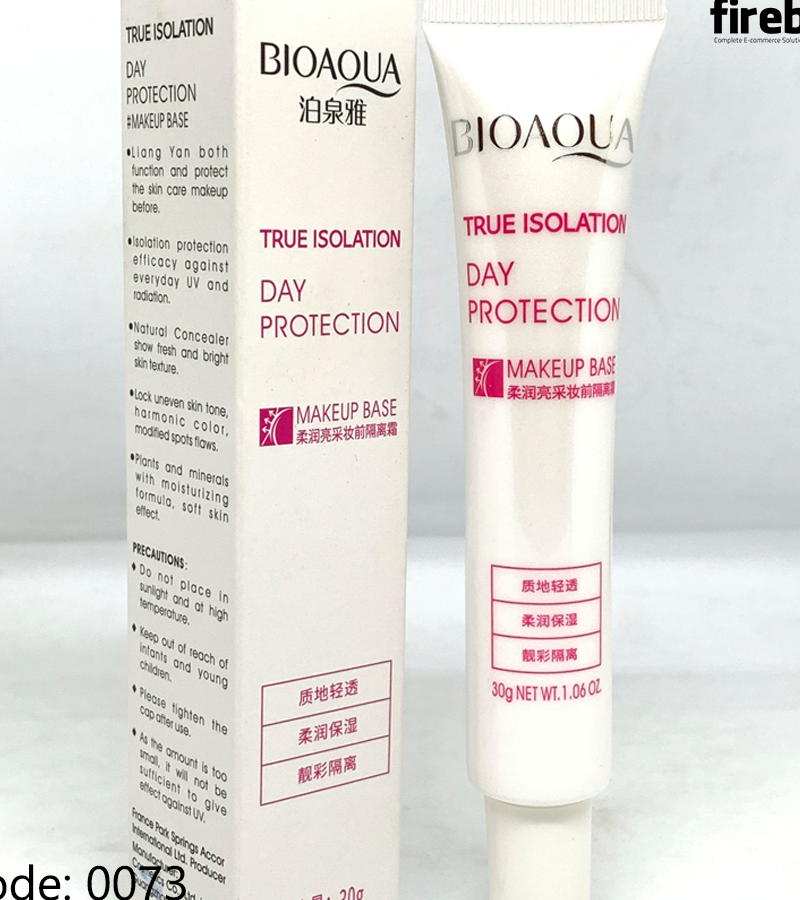 TRUE ISOLATION
DAY
PROTECTION
#MAKEUP BASE
•Liang Yan both
function and protect
the skin care makeup
before.
•Isolation protection
efficacy against
everyday UV and
radiation.
•Natural Concealer
show fresh and bright
skin texture.
•Lock uneven skin tone,
harmonic color,
modified spots flaws.
•Plants and minerals
with moisturizing
formula, soft skin
effect.
PRECAUTIONS:
♦ Do not place in
sunlight and at high
temperature.
♦ Keep out of reach of
infants and young
children.
♦ Please tighten the
cap after use.
♦ As the amount is too
small, it will not be
sufficient to give
effect against UV.
France Park Springs Accor
International Ltd. Producer
BIOAQUA
泊泉雅
TRUE ISOLATION
DAY
PROTECTION
MAKEUP BASE
柔润亮采妆前隔离霜
质地轻透
柔润保湿
靓彩隔离
30g
BIOAQUA
TRUE ISOLATION
DAY
PROTECTION
MAKEUP BASE
柔润亮采妆前隔离霜
质地轻透
柔润保湿
靓彩隔离
30g NET WT.1.06 OZ.
fireb
Complete E-commerce Solutio
ode: 0073